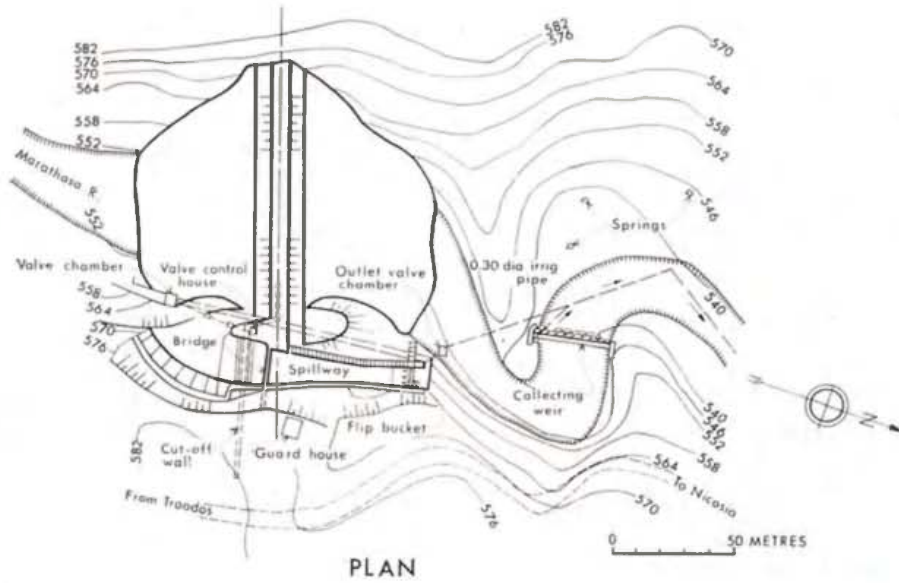 582
576
570
564
558
552
582
576
570
564
558
552
546
Marathasa R.
552
Springs
Valve chamber
Valve control
house
Outlet valve
chamber
0.30 dia irrig
pipe
540
558
564
570
576
Bridge
Spillway
Collecting
weir
N
582
Cut-off
wall
Guard house
Flip bucket
540
546
552
558
564
570
576
From Troodos
To Nicosia
0 50 METRES
PLAN